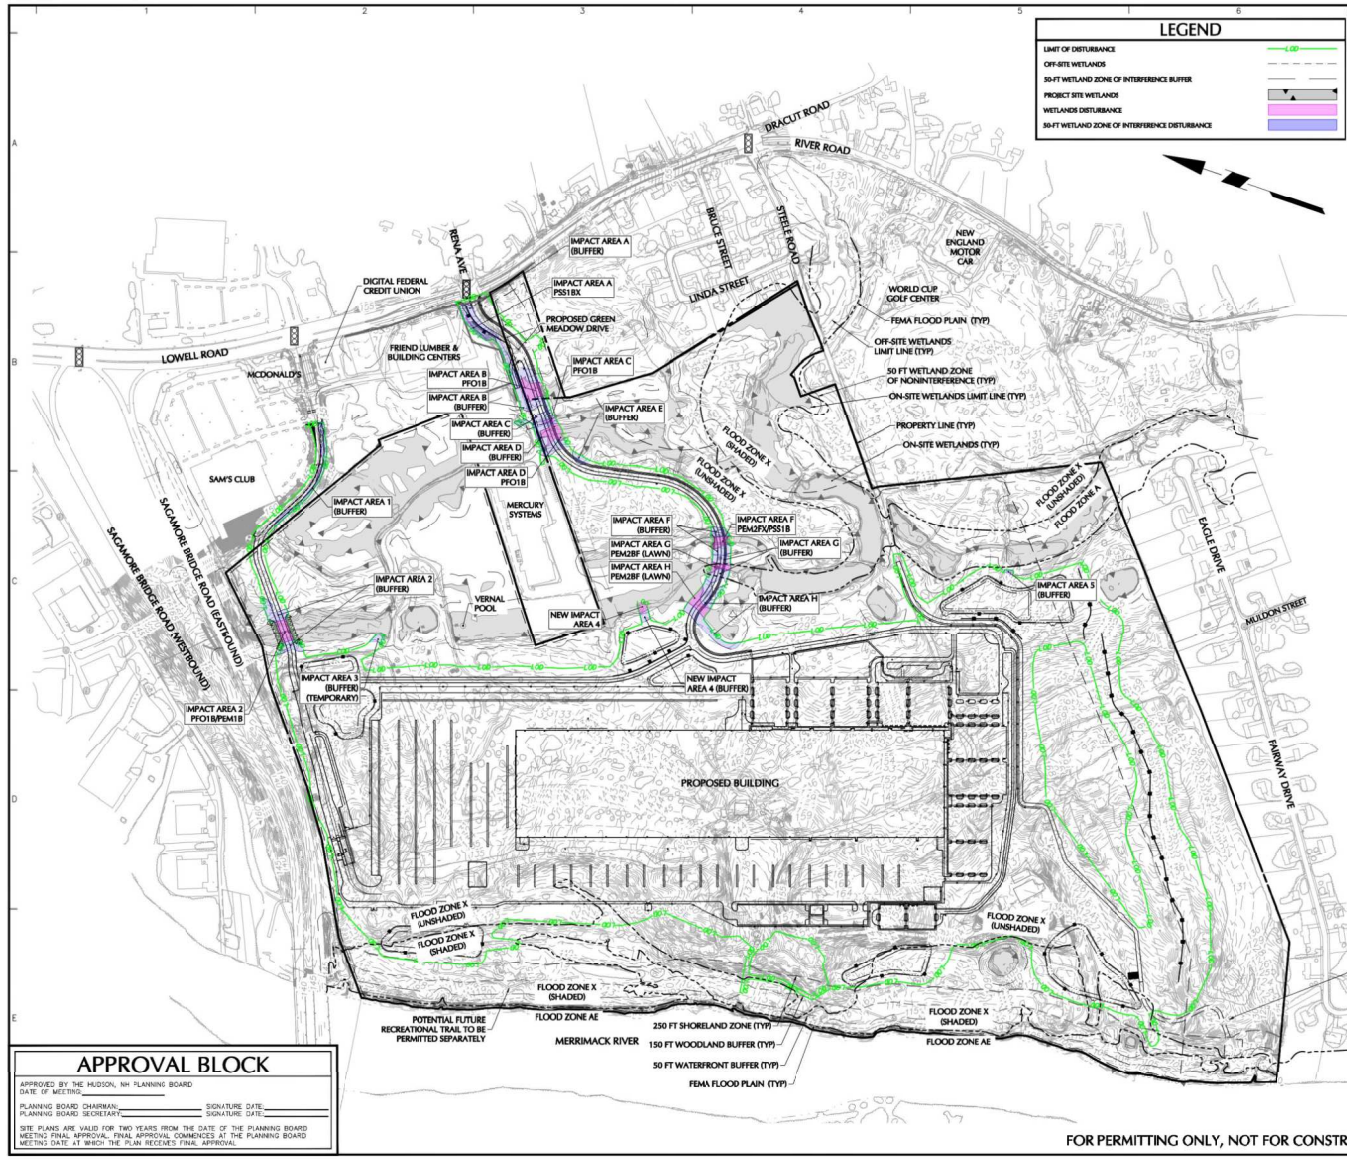 1 2 3 4 5 6
LEGEND
LIMIT OF DISTURBANCE
LOD
OFF-SITE WETLANDS
50-FT WETLAND ZONE OF INTERFERENCE BUFFER
PROJECT SITE WETLANDS
WETLANDS DISTURBANCE
50-FT WETLAND ZONE OF INTERFERENCE DISTURBANCE
A
B
C
D
E
DRACUT ROAD
RIVER ROAD
BRUCE STREET
STEELE ROAD
LINDA STREET
NEW
ENGLAND
MOTOR
CAR
RENA AVE
IMPACT AREA A
(BUFFER)
DIGITAL FEDERAL
CREDIT UNION
IMPACT AREA A
PSS1BX
WORLD CUP
GOLF CENTER
PROPOSED GREEN
MEADOW DRIVE
FEMA FLOOD PLAIN (TYP)
LOWELL ROAD
FRIEND LUMBER &
BUILDING CENTERS
OFF-SITE WETLANDS
LIMIT LINE (TYP)
MCDONALD'S
IMPACT AREA B
PFO1B
IMPACT AREA C
PFO1B
50 FT WETLAND ZONE
OF NONINTERFERENCE (TYP)
ON-SITE WETLANDS LIMIT LINE (TYP)
IMPACT AREA B
(BUFFER)
IMPACT AREA E
(BUFFER)
IMPACT AREA C
(BUFFER)
PROPERTY LINE (TYP)
FLOOD ZONE X
(SHADED)
IMPACT AREA D
(BUFFER)
ON-SITE WETLANDS (TYP)
IMPACT AREA D
PFO1B
FLOOD ZONE X
(UNSHADED)
SAM'S CLUB
FLOOD ZONE X
(UNSHADED)
FLOOD ZONE A
IMPACT AREA 1
(BUFFER)
MERCURY
SYSTEMS
IMPACT AREA F
(BUFFER)
IMPACT AREA F
PEM2FX/PSS1B
EAGLE DRIVE
SAGAMORE BRIDGE ROAD (EASTBOUND)
SAGAMORE BRIDGE ROAD (WESTBOUND)
IMPACT AREA G
PEM2BF (LAWN)
IMPACT AREA G
(BUFFER)
IMPACT AREA H
PEM2BF (LAWN)
IMPACT AREA 2
(BUFFER)
IMPACT AREA 5
(BUFFER)
VERNAL
POOL
IMPACT AREA H
(BUFFER)
NEW IMPACT
AREA 4
MULDON STREET
IMPACT AREA 3
(BUFFER)
(TEMPORARY)
NEW IMPACT
AREA 4 (BUFFER)
IMPACT AREA 2
PFO1B/PEM1B
FAIRWAY DRIVE
PROPOSED BUILDING
FLOOD ZONE X
(UNSHADED)
FLOOD ZONE X
(UNSHADED)
FLOOD ZONE X
(SHADED)
FLOOD ZONE X
(SHADED)
FLOOD ZONE AE
FLOOD ZONE X
(SHADED)
FLOOD ZONE AE
POTENTIAL FUTURE
RECREATIONAL TRAIL TO BE
PERMITTED SEPARATELY
MERRIMACK RIVER
250 FT SHORELAND ZONE (TYP)
150 FT WOODLAND BUFFER (TYP)
50 FT WATERFRONT BUFFER (TYP)
FEMA FLOOD PLAIN (TYP)
APPROVAL BLOCK
APPROVED BY THE HUDSON, NH PLANNING BOARD
DATE OF MEETING:
PLANNING BOARD CHAIRMAN: SIGNATURE DATE:
PLANNING BOARD SECRETARY: SIGNATURE DATE:
SITE PLANS ARE VALID FOR TWO YEARS FROM THE DATE OF THE PLANNING BOARD
MEETING FINAL APPROVAL. FINAL APPROVAL COMMENCES AT THE PLANNING BOARD
MEETING DATE AT WHICH THE PLAN RECEIVES FINAL APPROVAL
FOR PERMITTING ONLY, NOT FOR CONSTR